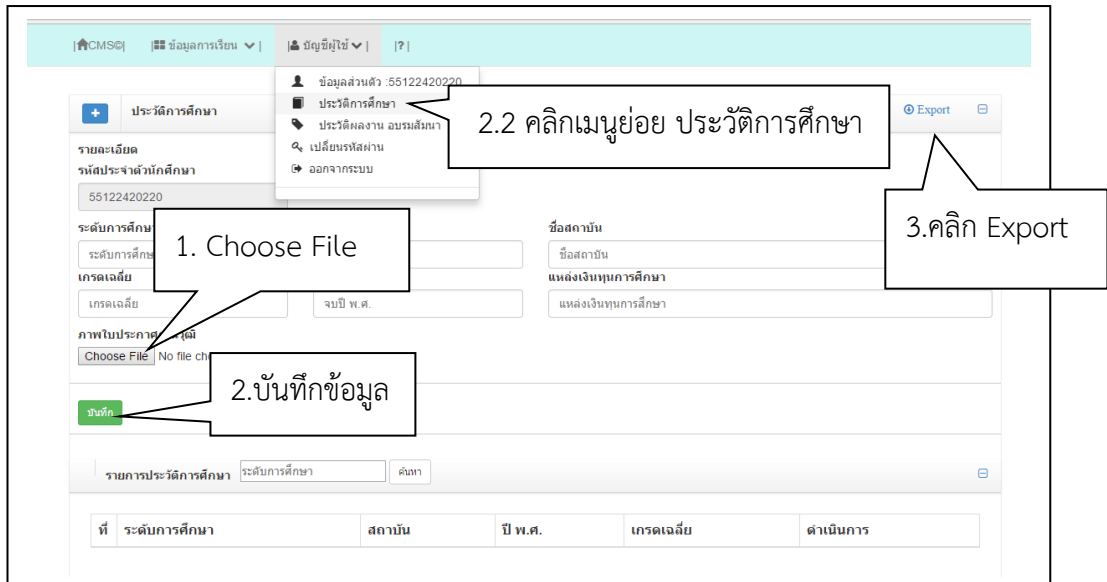 |CMS©| | ข้อมูลการเรียน | | บัญชีผู้ใช้ | |?|
ข้อมูลส่วนตัว :55122420220
ประวัติการศึกษา
ประวัติผลงาน อบรมสัมนา
เปลี่ยนรหัสผ่าน
ออกจากระบบ
+ ประวัติการศึกษา
Export
2.2 คลิกเมนูย่อย ประวัติการศึกษา
3.คลิก Export
รายละเอียด
รหัสประจำตัวนักศึกษา
55122420220
1. Choose File
ระดับการศึกษ
ชื่อสถาบัน
ระดับการศึกษ
ชื่อสถาบัน
เกรดเฉลี่ย
แหล่งเงินทุนการศึกษา
เกรดเฉลี่ย
จบปี พ.ศ.
แหล่งเงินทุนการสึกษา
ภาพใบประกาศ วุฒิ
Choose File No file ch
2.บันทึกข้อมูล
บันทึก
รายการประวัติการศึกษา ระดับการศึกษา ค้นหา
ที่ ระดับการศึกษา สถาบัน ปี พ.ศ. เกรดเฉลี่ย ดำเนินการ